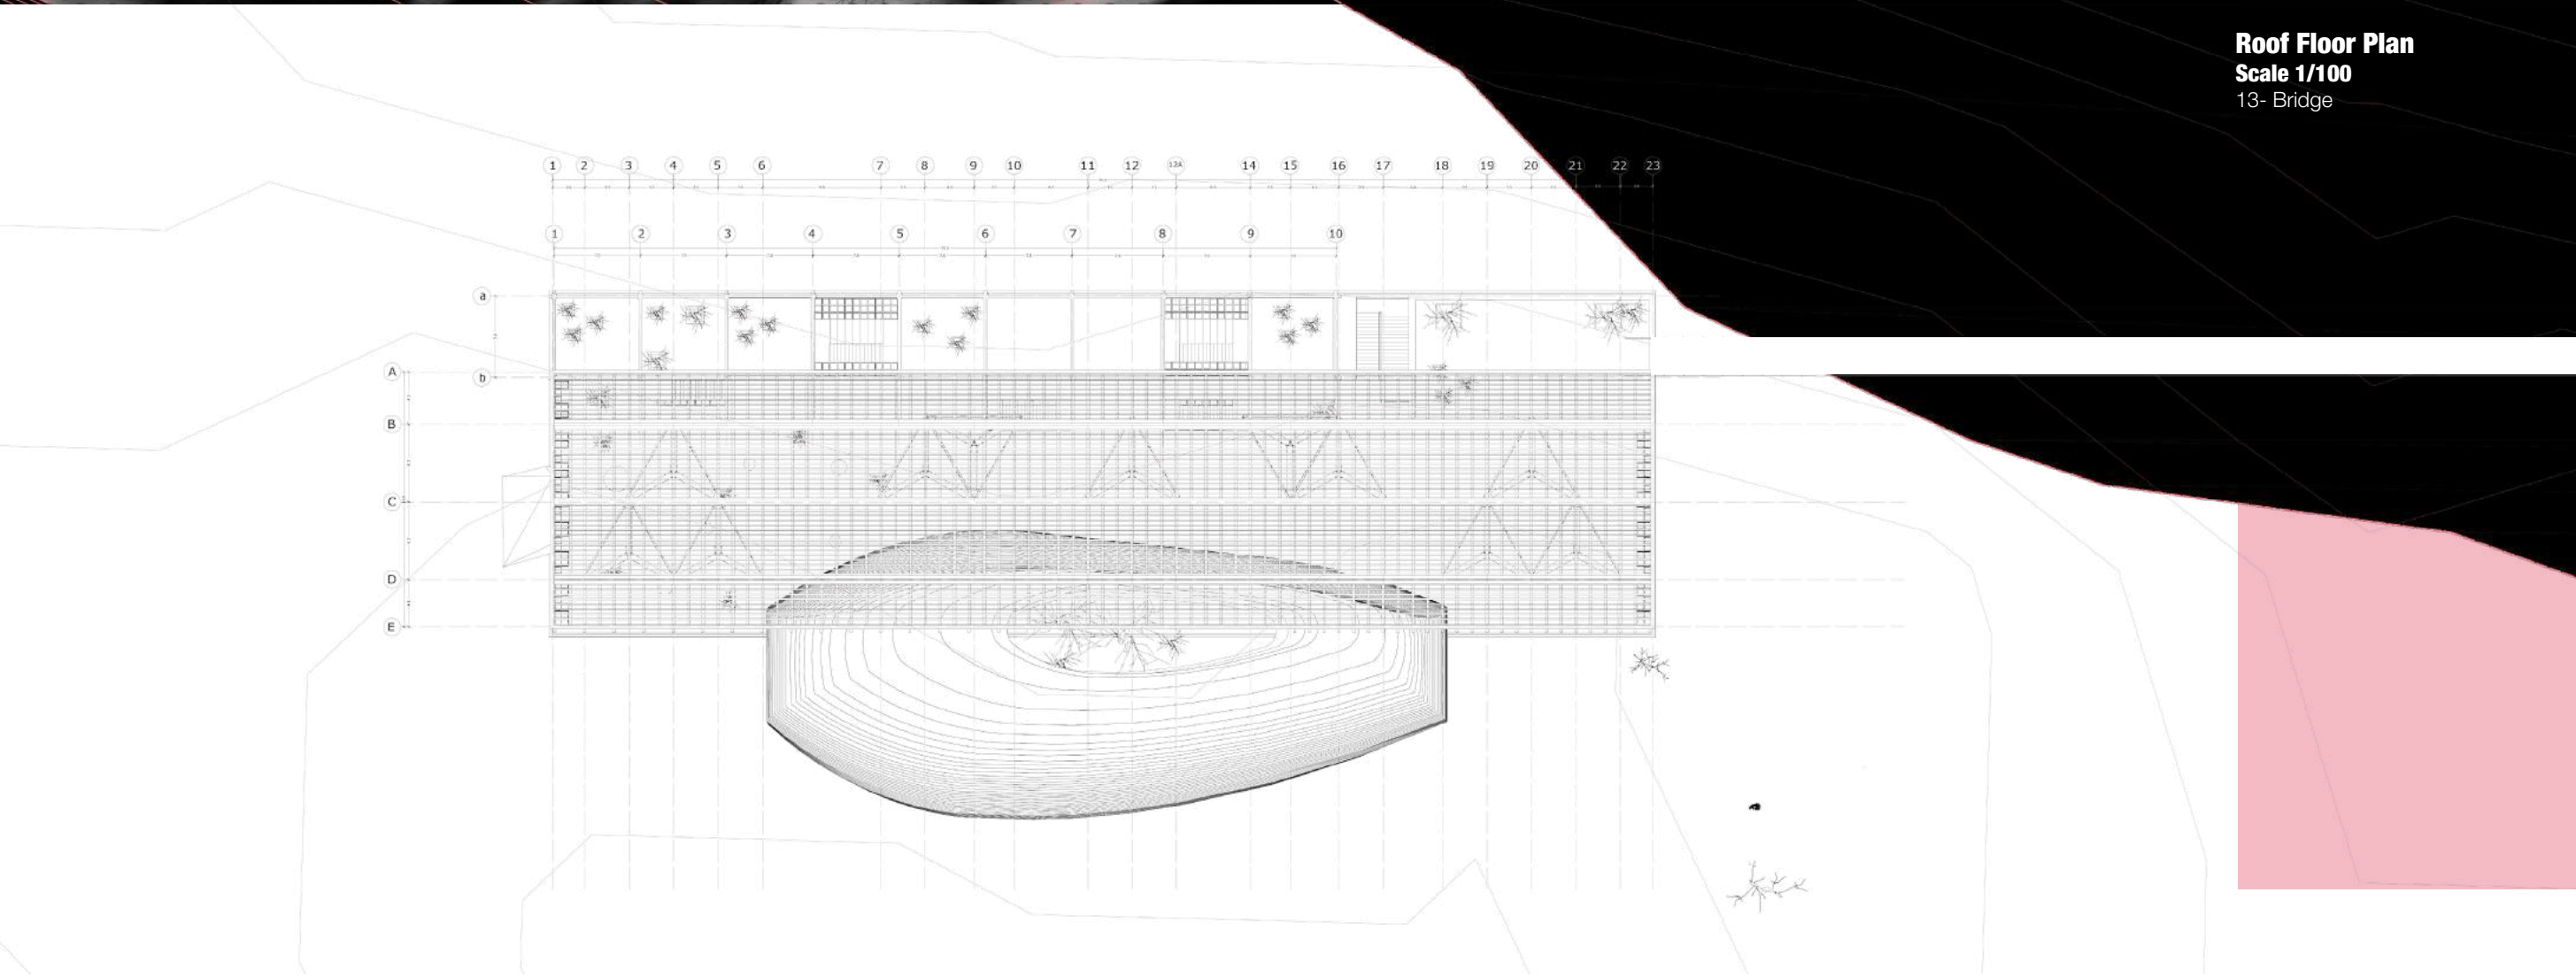 Roof Floor Plan
Scale 1/100
13- Bridge
1 2 3 4 5 6 7 8 9 10 11 12 13A 14 15 16 17 18 19 20 21 22 23
1 2 3 4 5 6 7 8 9 10
a
A
b
B
C
D
E